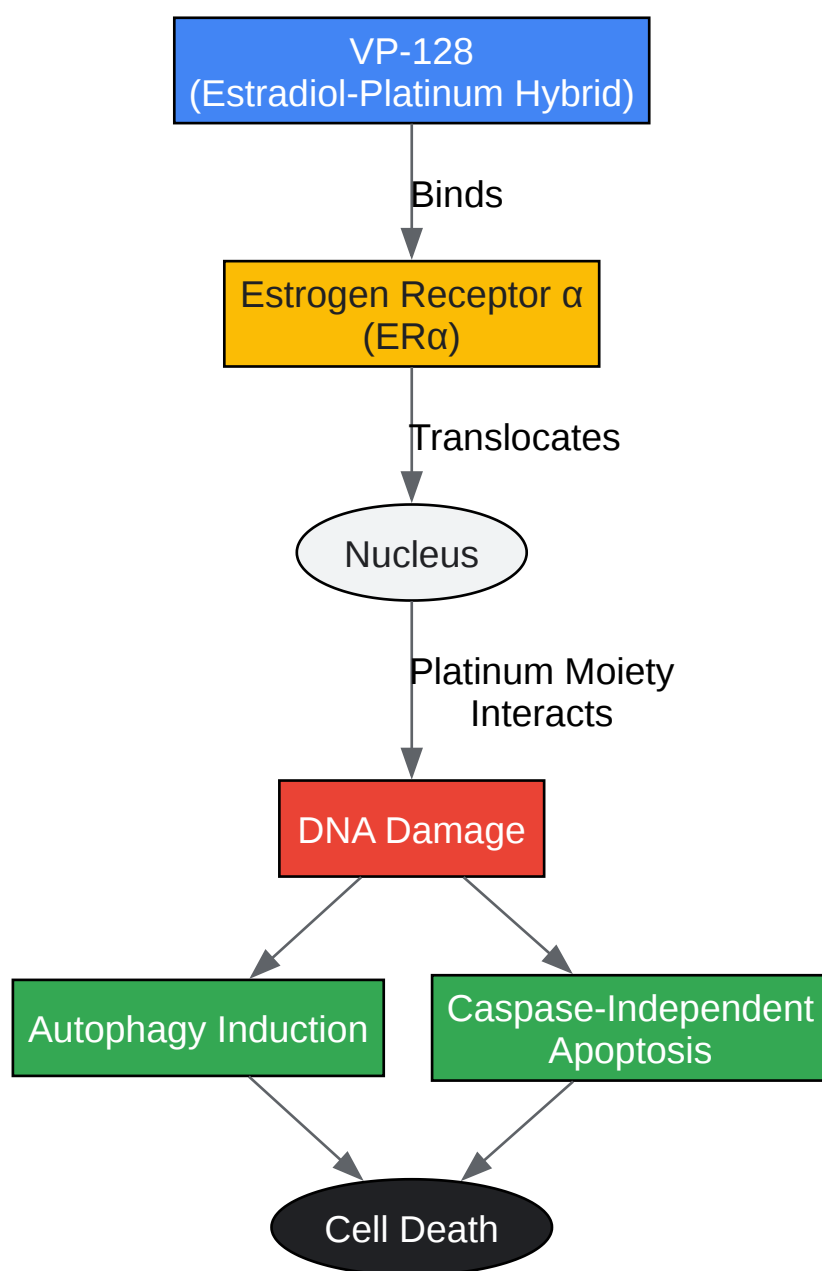 VP-128
(Estradiol-Platinum Hybrid)
Binds
Estrogen Receptor α
(ERα)
Translocates
Nucleus
Platinum Moiety
Interacts
DNA Damage
Autophagy Induction
Caspase-Independent
Apoptosis
Cell Death